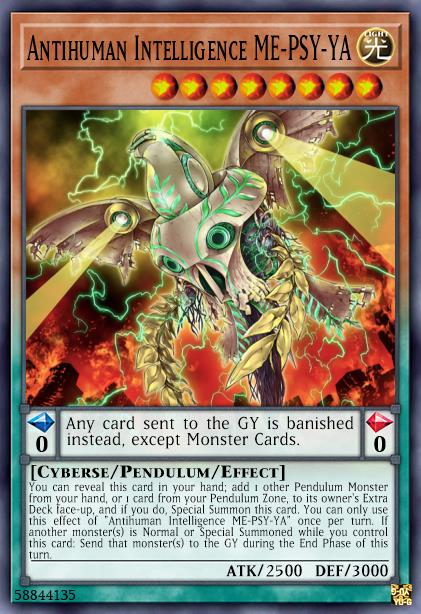 ANTIHUMAN INTELLIGENCE ME-PSY-YA
LIGHT
光
Any card sent to the GY is banished
instead, except Monster Cards.
0
0
[CYBERSE/PENDULUM/EFFECT]
You can reveal this card in your hand; add 1 other Pendulum Monster
from your hand, or 1 card from your Pendulum Zone, to its owner's Extra
Deck face-up, and if you do, Special Summon this card. You can only use
this effect of "Antihuman Intelligence ME-PSY-YA" once per turn. If
another monster(s) is Normal or Special Summoned while you control
this card: Send that monster(s) to the GY during the End Phase of this
turn.
ATK/2500 DEF/3000
58844135